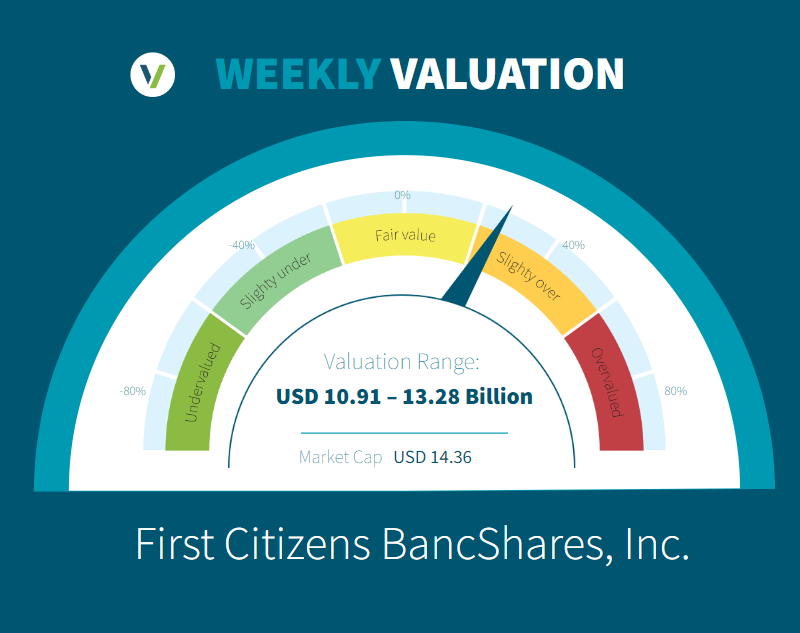 WEEKLY VALUATION
0%
-40%
40%
Fair value
Slighty under
Slighty over
Undervalued
Overvalued
-80%
80%
Valuation Range:
USD 10.91 – 13.28 Billion
Market Cap USD 14.36
First Citizens BancShares, Inc.